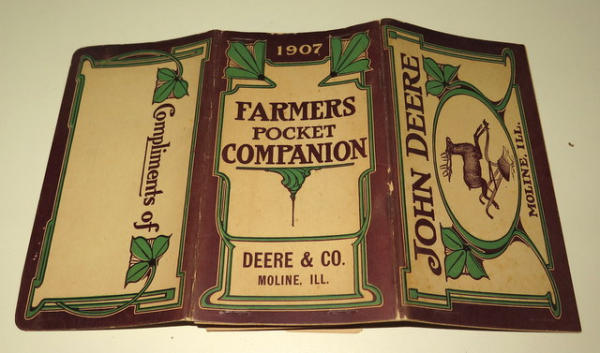 Compliments of
1907
FARMERS
POCKET
COMPANION
DEERE & CO.
MOLINE, ILL.
JOHN DEERE
MOLINE, ILL.